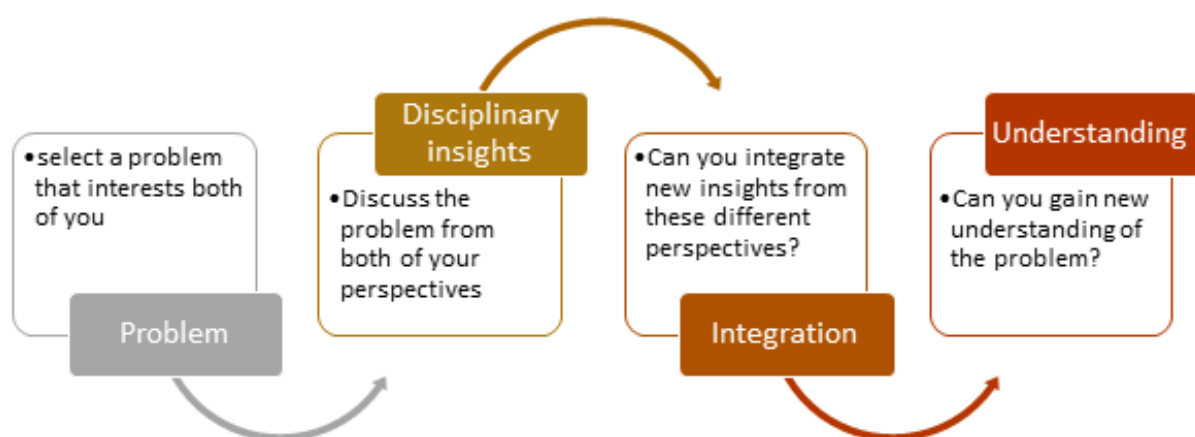 •select a problem
that interests both
of you
Problem
Disciplinary
insights
•Discuss the
problem from
both of your
perspectives
•Can you integrate
new insights from
these different
perspectives?
Integration
Understanding
•Can you gain new
understanding of
the problem?